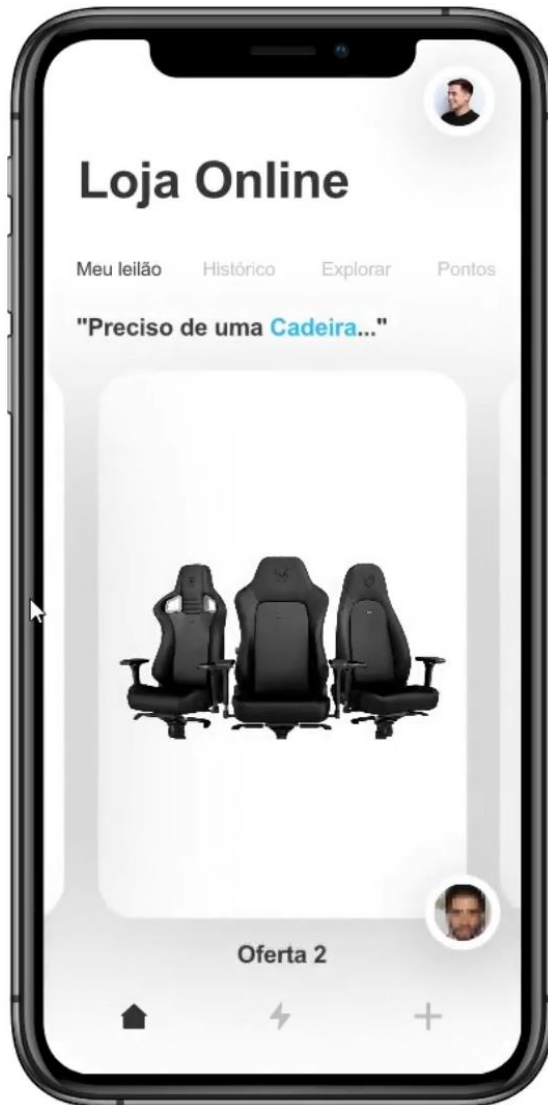 Loja Online
Meu leilão Histórico Explorar Pontos
"Preciso de uma Cadeira..."
Oferta 2